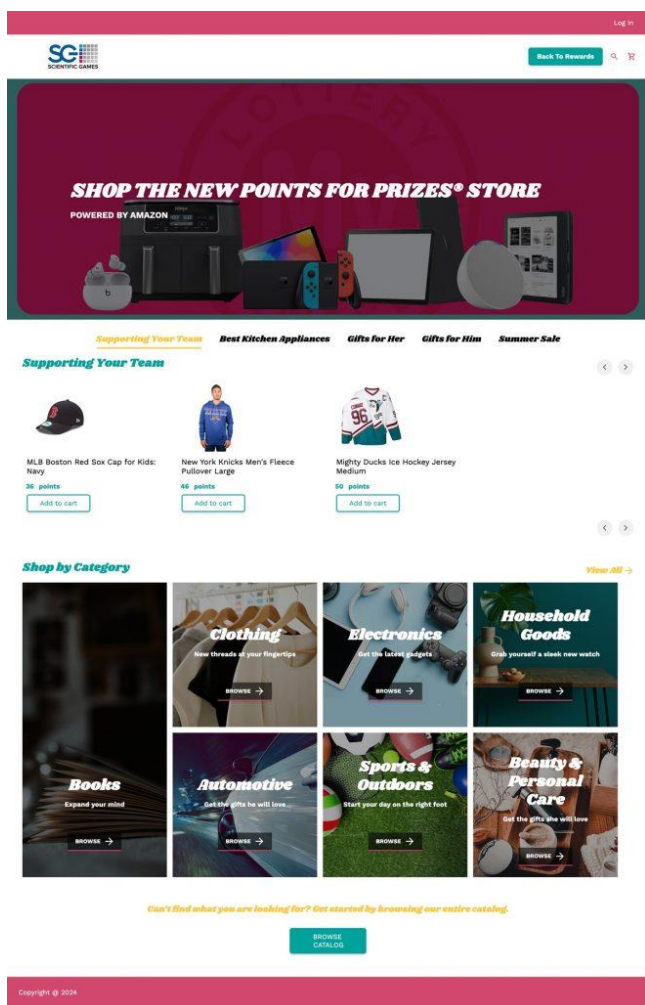 Log In
SG
SCIENTIFIC GAMES
Back To Rewards
LOTTERY
SHOP THE NEW POINTS FOR PRIZES® STORE
POWERED BY AMAZON
Supporting Your Team Best Kitchen Appliances Gifts for Her Gifts for Him Summer Sale
Supporting Your Team
MLB Boston Red Sox Cap for Kids:
Navy
36 points
Add to cart
New York Knicks Men's Fleece
Pullover Large
46 points
Add to cart
Mighty Ducks Ice Hockey Jersey
Medium
50 points
Add to cart
Shop by Category
View All →
Books
Expand your mind
BROWSE →
Clothing
New threads at your fingertips
BROWSE →
Electronics
Get the latest gadgets
BROWSE →
Household
Goods
Grab yourself a sleek new watch
BROWSE →
Automotive
Get the gifts he will love
BROWSE →
Sports &
Outdoors
Start your day on the right foot
BROWSE →
Beauty &
Personal
Care
Get the gifts she will love
BROWSE →
Can't find what you are looking for? Get started by browsing our entire catalog.
BROWSE
CATALOG
Copyright @ 2024